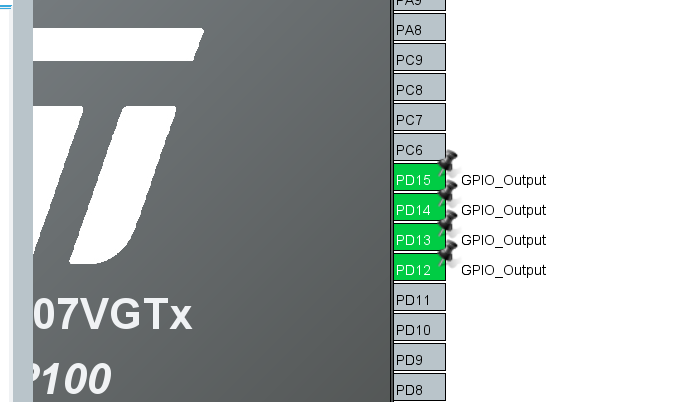 PA9
PA8
PC9
PC8
PC7
PC6
PD15 GPIO_Output
PD14 GPIO_Output
PD13 GPIO_Output
PD12 GPIO_Output
PD11
PD10
PD9
PD8
07VGTx
P100